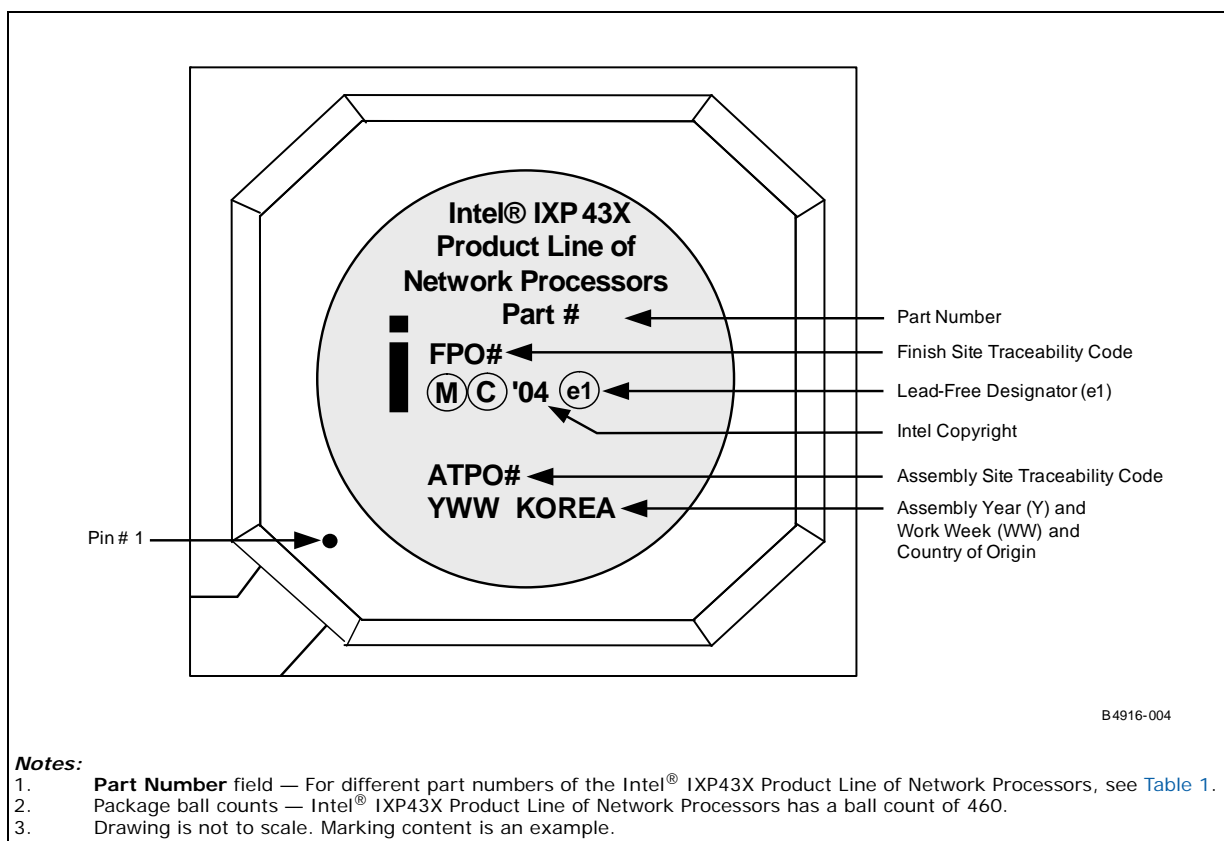 Intel® IXP 43X
Product Line of
Network Processors
Part #
i
FPO#
M C '04 e1
ATPO#
YWW KOREA
Part Number
Finish Site Traceability Code
Lead-Free Designator (e1)
Intel Copyright
Assembly Site Traceability Code
Assembly Year (Y) and
Work Week (WW) and
Country of Origin
Pin # 1
B4916-004
Notes:
1. Part Number field — For different part numbers of the Intel® IXP43X Product Line of Network Processors, see Table 1.
2. Package ball counts — Intel® IXP43X Product Line of Network Processors has a ball count of 460.
3. Drawing is not to scale. Marking content is an example.